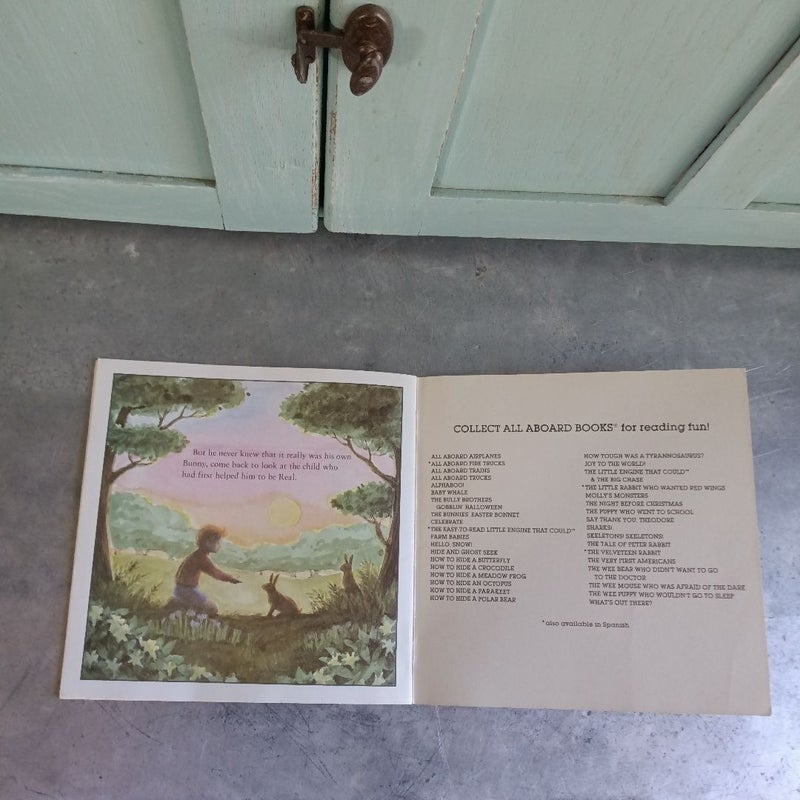 But he never knew that it really was his own
Bunny, come back to look at the child who
had first helped him to be Real.
COLLECT ALL ABOARD BOOKS® for reading fun!
ALL ABOARD AIRPLANES
*ALL ABOARD FIRE TRUCKS
ALL ABOARD TRAINS
ALL ABOARD TRUCKS
ALPHABOO!
BABY WHALE
THE BULLY BROTHERS
GOBBLIN' HALLOWEEN
THE BUNNIES' EASTER BONNET
CELEBRATE
*THE EASY-TO-READ LITTLE ENGINE THAT COULD™
FARM BABIES
HELLO, SNOW!
HIDE AND GHOST SEEK
HOW TO HIDE A BUTTERFLY
HOW TO HIDE A CROCODILE
HOW TO HIDE A MEADOW FROG
HOW TO HIDE AN OCTOPUS
HOW TO HIDE A PARAKEET
HOW TO HIDE A POLAR BEAR
HOW TOUGH WAS A TYRANNOSAURUS?
JOY TO THE WORLD!
THE LITTLE ENGINE THAT COULD™
& THE BIG CHASE
*THE LITTLE RABBIT WHO WANTED RED WINGS
MOLLY'S MONSTERS
THE NIGHT BEFORE CHRISTMAS
THE PUPPY WHO WENT TO SCHOOL
SAY THANK YOU, THEODORE
SHARKS!
SKELETONS! SKELETONS!
THE TALE OF PETER RABBIT
*THE VELVETEEN RABBIT
THE VERY FIRST AMERICANS
THE WEE BEAR WHO DIDN'T WANT TO GO
TO THE DOCTOR
THE WEE MOUSE WHO WAS AFRAID OF THE DARK
THE WEE PUPPY WHO WOULDN'T GO TO SLEEP
WHAT'S OUT THERE?
*also available in Spanish